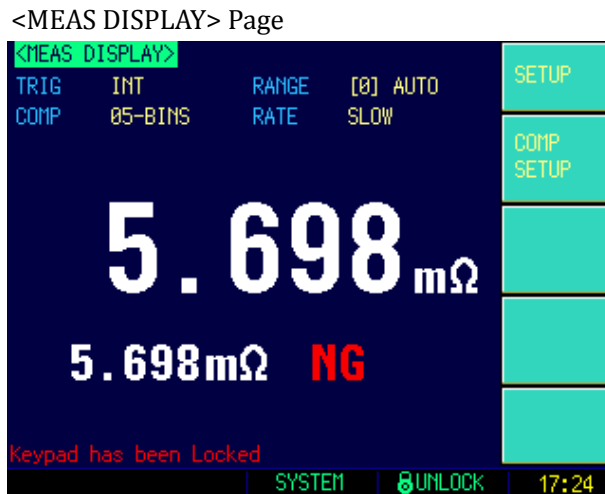 <MEAS DISPLAY> Page
<MEAS DISPLAY>
TRIG INT RANGE [0] AUTO
COMP 05-BINS RATE SLOW
SETUP
COMP
SETUP
5.698mΩ
5.698mΩ NG
Keypad has been Locked
SYSTEM UNLOCK 17:24